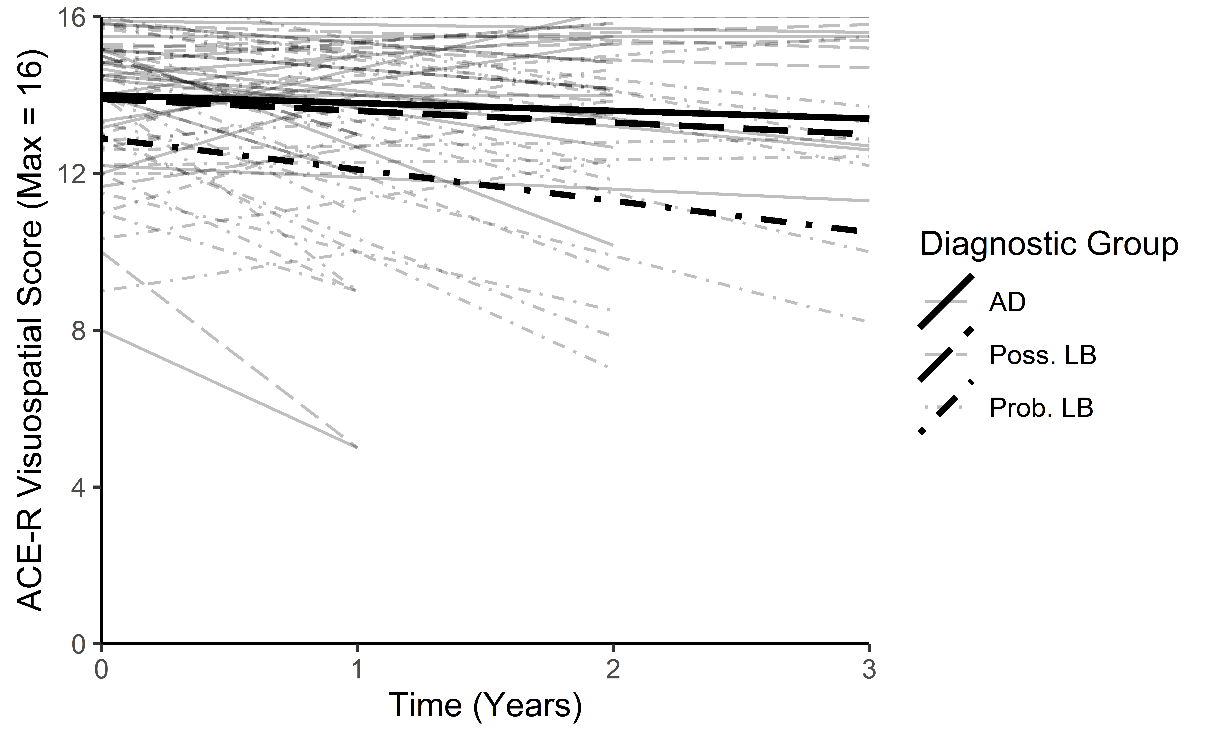 ACE-R Visuospatial Score (Max = 16)
16
12
8
4
0
0 1 2 3
Time (Years)
Diagnostic Group
AD
Poss. LB
Prob. LB